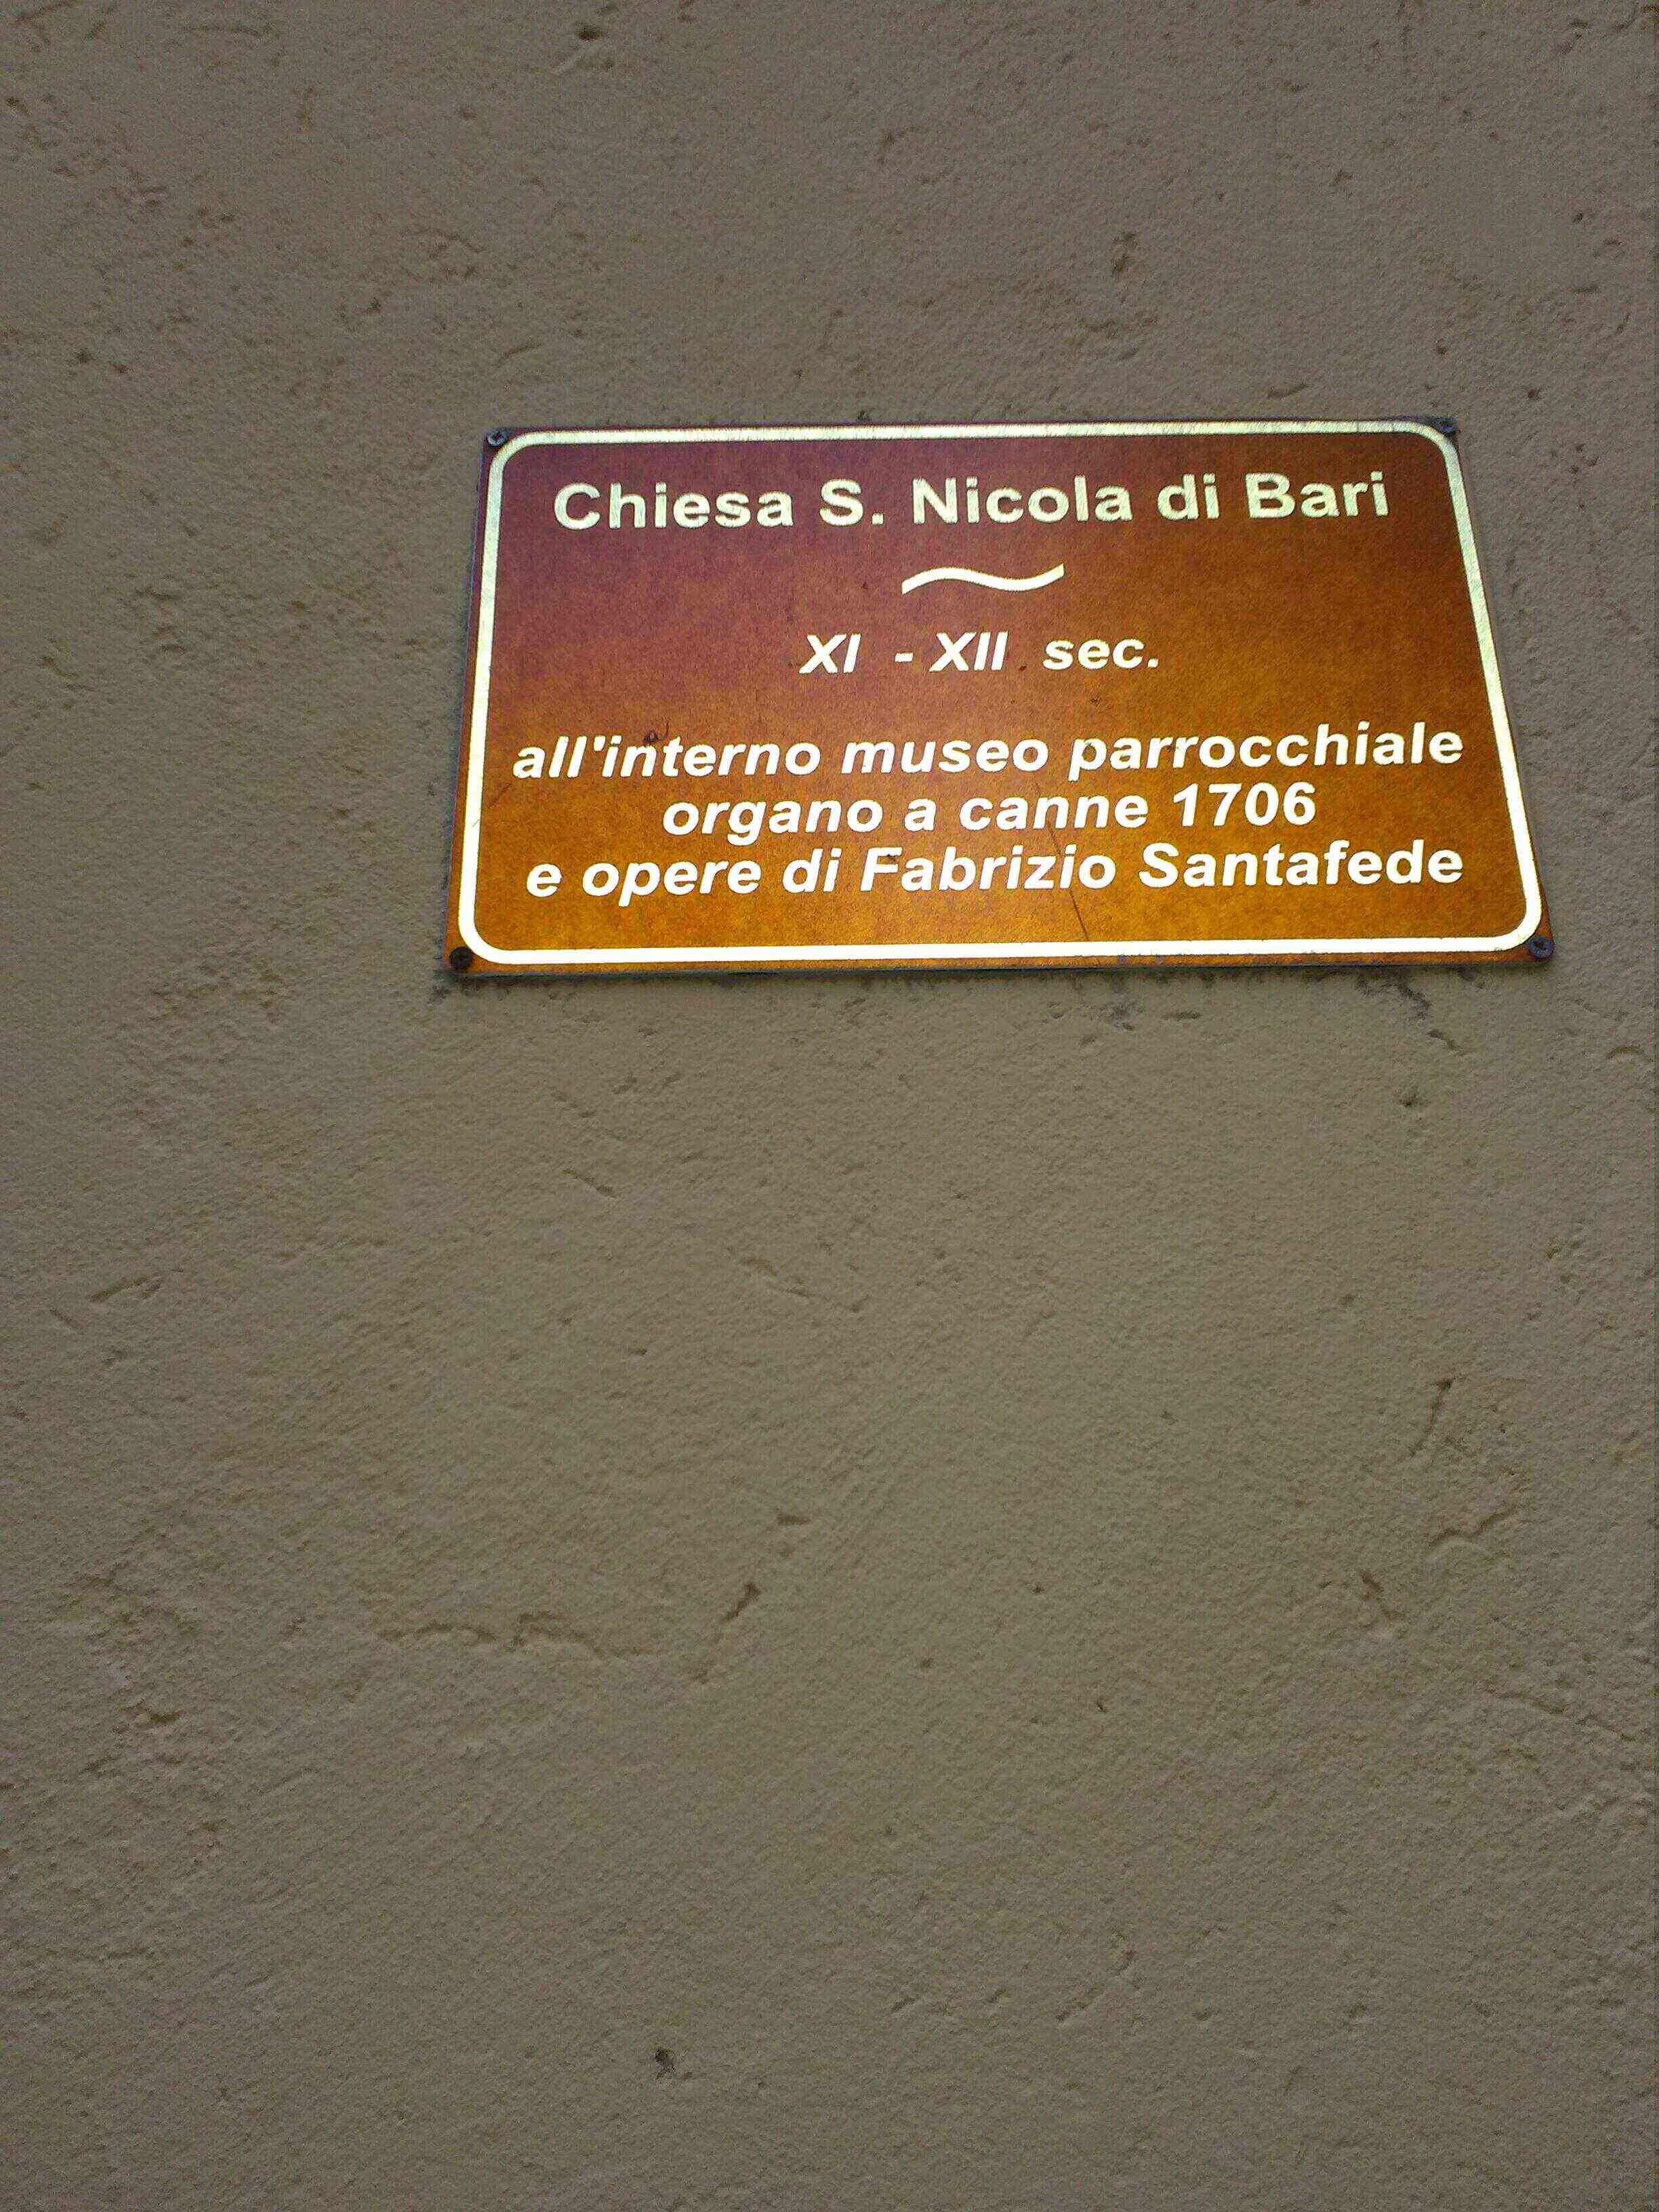 Chiesa S. Nicola di Bari
XI - XII sec.
all'interno museo parrocchiale
organo a canne 1706
e opere di Fabrizio Santafede